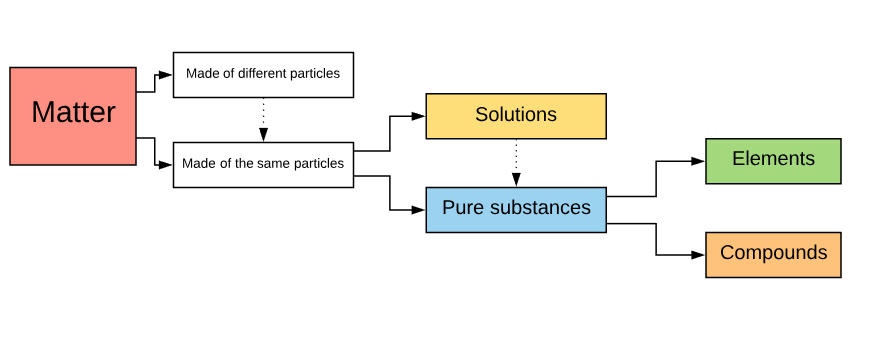 Matter
Made of different particles
Made of the same particles
Solutions
Pure substances
Elements
Compounds